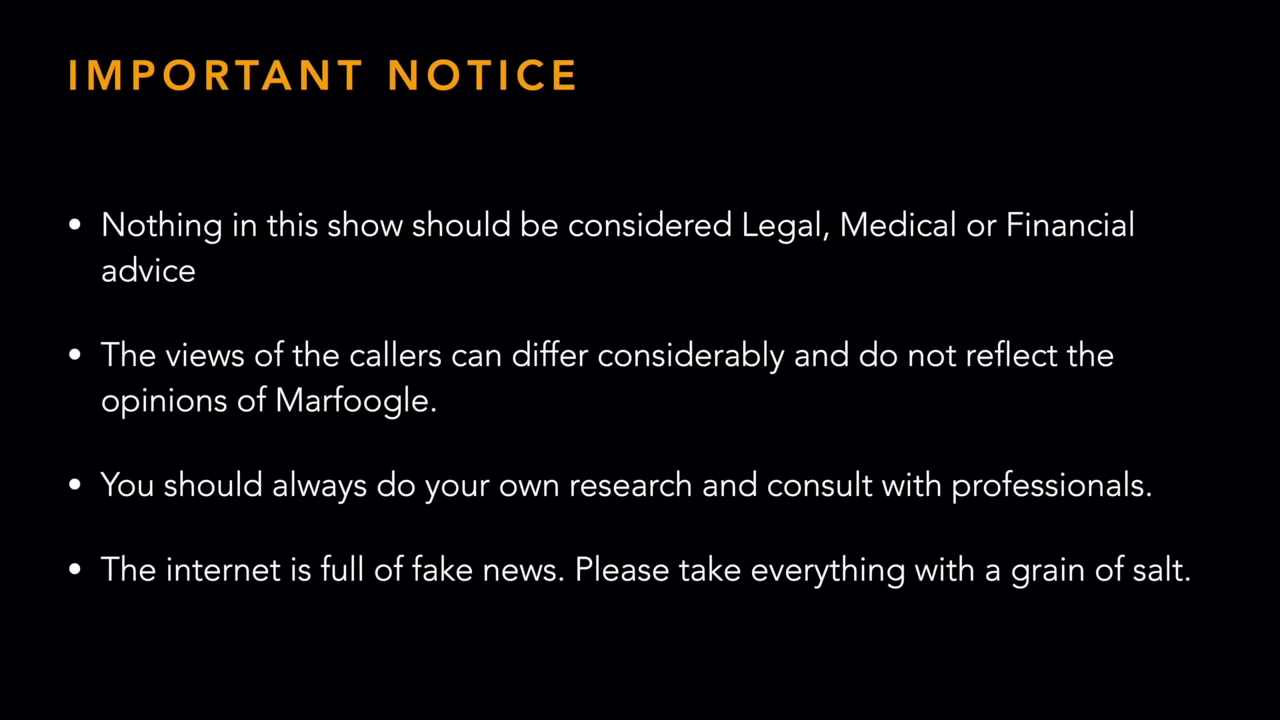 IMPORTANT NOTICE
• Nothing in this show should be considered Legal, Medical or Financial
advice
• The views of the callers can differ considerably and do not reflect the
opinions of Marfoogle.
• You should always do your own research and consult with professionals.
• The internet is full of fake news. Please take everything with a grain of salt.